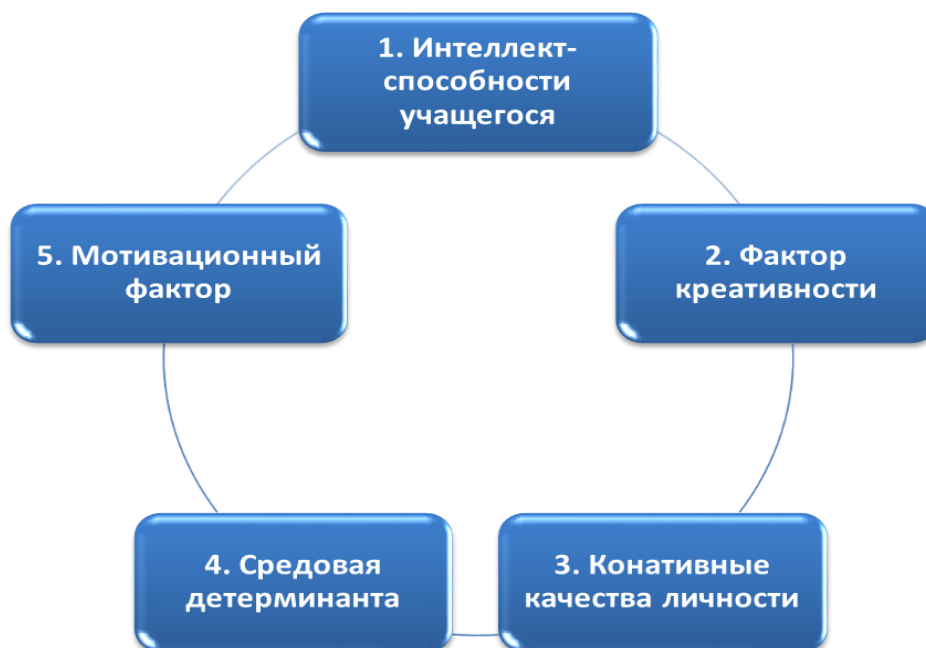 1. Интеллект-
способности
учащегося
2. Фактор
креативности
3. Конативные
качества личности
4. Средовая
детерминанта
5. Мотивационный
фактор